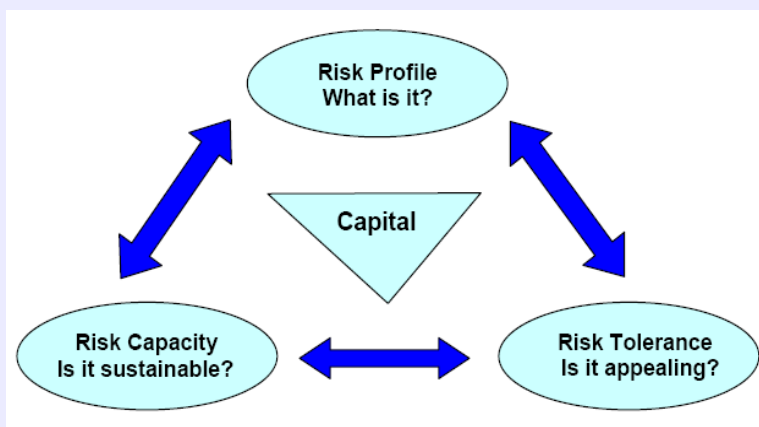 Risk Profile
What is it?
Capital
Risk Capacity
Is it sustainable?
Risk Tolerance
Is it appealing?